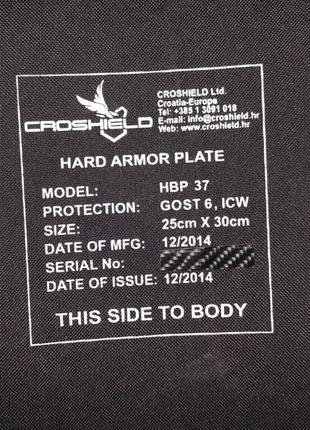 CROSHIELD
CROSHIELD Ltd.
Croatia-Europe
Tel: +385 1 3091 018
E-mail: info@croshield.hr
Web: www.croshield.hr
HARD ARMOR PLATE
MODEL: HBP 37
PROTECTION: GOST 6, ICW
SIZE: 25cm X 30cm
DATE OF MFG: 12/2014
SERIAL No:
DATE OF ISSUE: 12/2014
THIS SIDE TO BODY